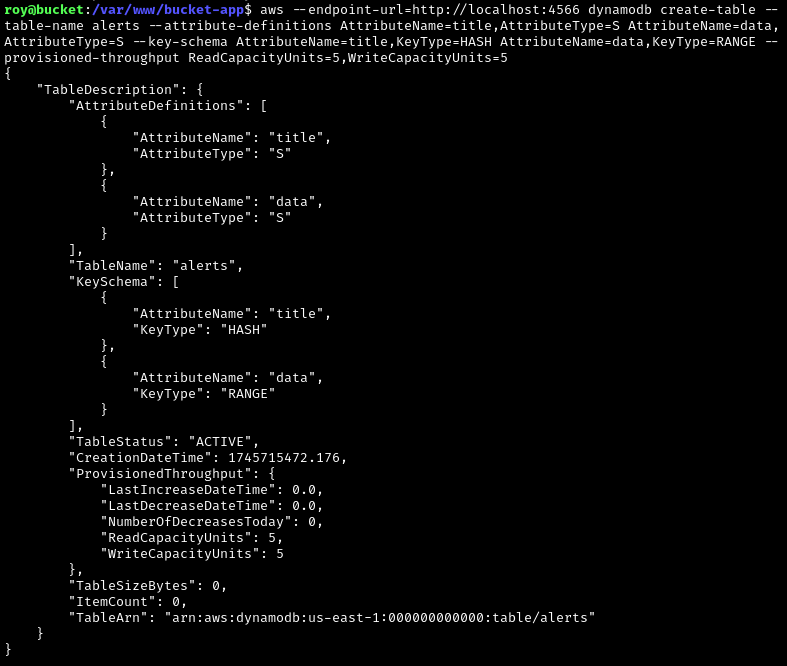 roy@bucket:/var/www/bucket-app$ aws --endpoint-url=http://localhost:4566 dynamodb create-table --
table-name alerts --attribute-definitions AttributeName=title,AttributeType=S AttributeName=data,
AttributeType=S --key-schema AttributeName=title,KeyType=HASH AttributeName=data,KeyType=RANGE --
provisioned-throughput ReadCapacityUnits=5,WriteCapacityUnits=5
{
    "TableDescription": {
        "AttributeDefinitions": [
            {
                "AttributeName": "title",
                "AttributeType": "S"
            },
            {
                "AttributeName": "data",
                "AttributeType": "S"
            }
        ],
        "TableName": "alerts",
        "KeySchema": [
            {
                "AttributeName": "title",
                "KeyType": "HASH"
            },
            {
                "AttributeName": "data",
                "KeyType": "RANGE"
            }
        ],
        "TableStatus": "ACTIVE",
        "CreationDateTime": 1745715472.176,
        "ProvisionedThroughput": {
            "LastIncreaseDateTime": 0.0,
            "LastDecreaseDateTime": 0.0,
            "NumberOfDecreasesToday": 0,
            "ReadCapacityUnits": 5,
            "WriteCapacityUnits": 5
        },
        "TableSizeBytes": 0,
        "ItemCount": 0,
        "TableArn": "arn:aws:dynamodb:us-east-1:000000000000:table/alerts"
    }
}